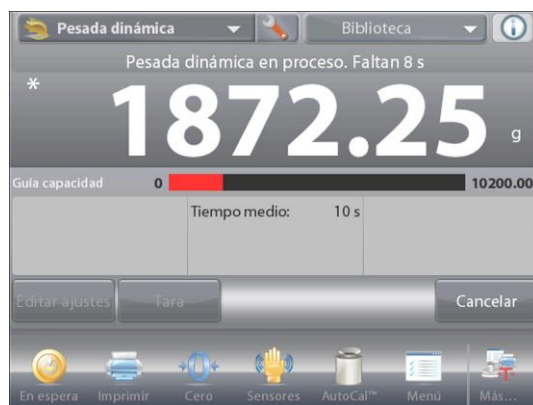 Pesada dinámica Biblioteca
Pesada dinámica en proceso. Faltan 8 s
* 1872.25 g
Guía capacidad 0 10200.00
Tiempo medio: 10 s
Editar ajustes Tara Cancelar
En espera Imprimir Cero Sensores AutoCal™ Menú Más...